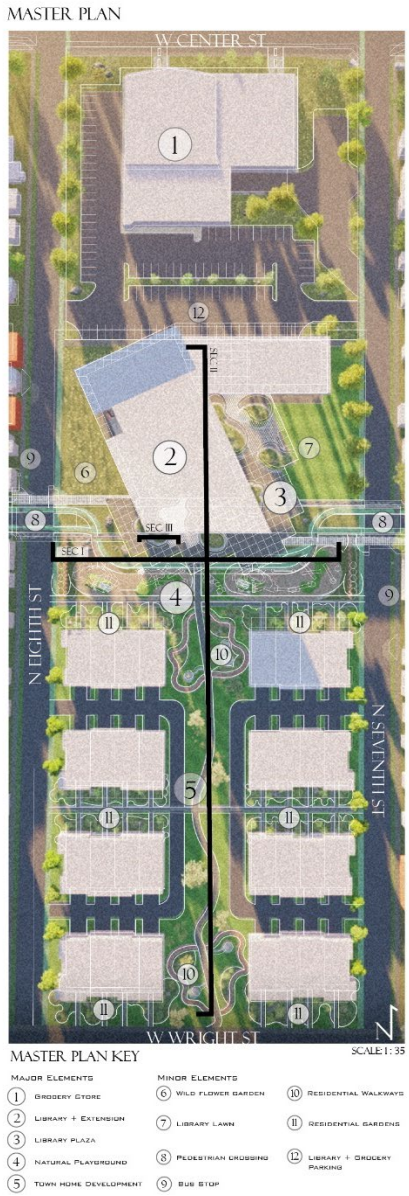 MASTER PLAN
W CENTER ST
1
12
SEC II
2
7
9
6
3
8
8
SEC III
SEC I
4
9
11
11
N EIGHTH ST
10
N SEVENTH ST
5
11
11
10
11
11
N
W WRIGHT ST
SCALE: 1 : 35
MASTER PLAN KEY
MAJOR ELEMENTS
1 GROCERY STORE
2 LIBRARY + EXTENSION
3 LIBRARY PLAZA
4 NATURAL PLAYGROUND
5 TOWN HOME DEVELOPMENT
MINOR ELEMENTS
6 WILD FLOWER GARDEN
7 LIBRARY LAWN
8 PEDESTRIAN CROSSING
9 BUS STOP
10 RESIDENTIAL WALKWAYS
11 RESIDENTIAL GARDENS
12 LIBRARY + GROCERY
PARKING